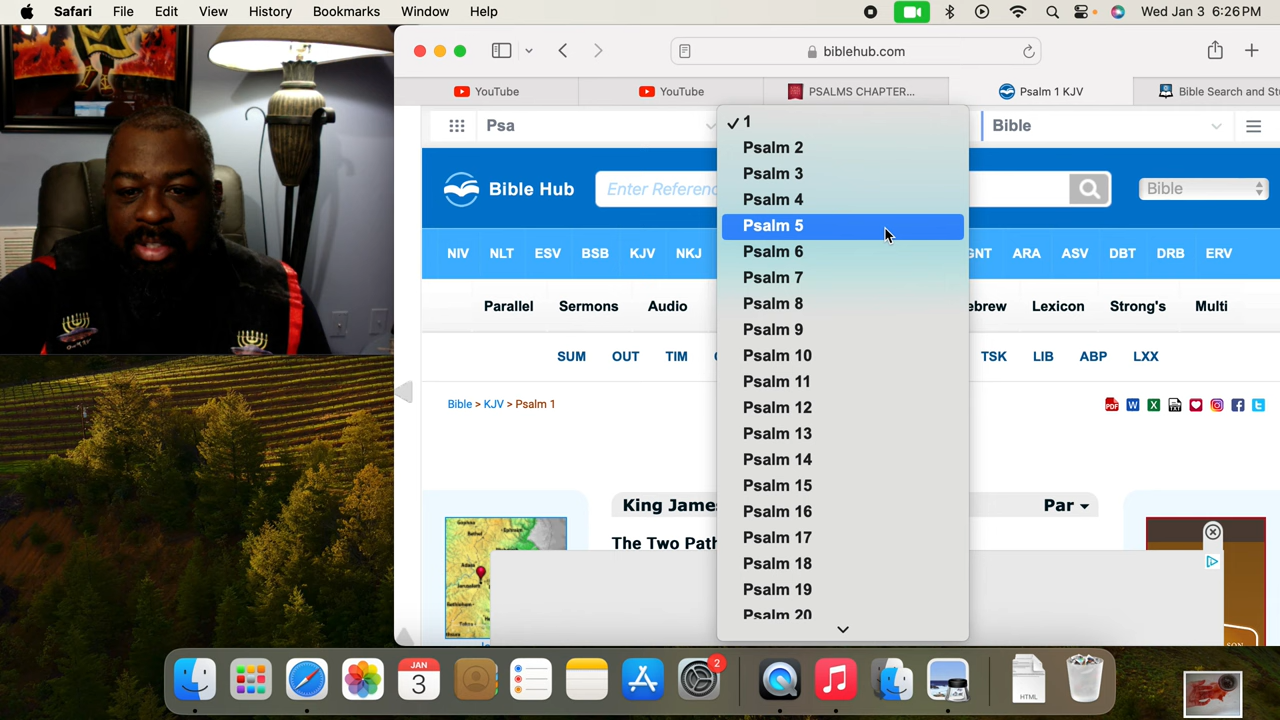 Safari File Edit View History Bookmarks Window Help Wed Jan 3 6:26 PM
biblehub.com
YouTube YouTube PSALMS CHAPTER... Psalm 1 KJV Bible Search and Stu
Psa Bible
Bible Hub Enter Referenc Bible
NIV NLT ESV BSB KJV NKJ GNT ARA ASV DBT DRB ERV
Parallel Sermons Audio ebrew Lexicon Strong's Multi
SUM OUT TIM TSK LIB ABP LXX
Bible > KJV > Psalm 1
King Jame Par
The Two Path
✓ 1
Psalm 2
Psalm 3
Psalm 4
Psalm 5
Psalm 6
Psalm 7
Psalm 8
Psalm 9
Psalm 10
Psalm 11
Psalm 12
Psalm 13
Psalm 14
Psalm 15
Psalm 16
Psalm 17
Psalm 18
Psalm 19
Psalm 20
JAN
3
2
HTML